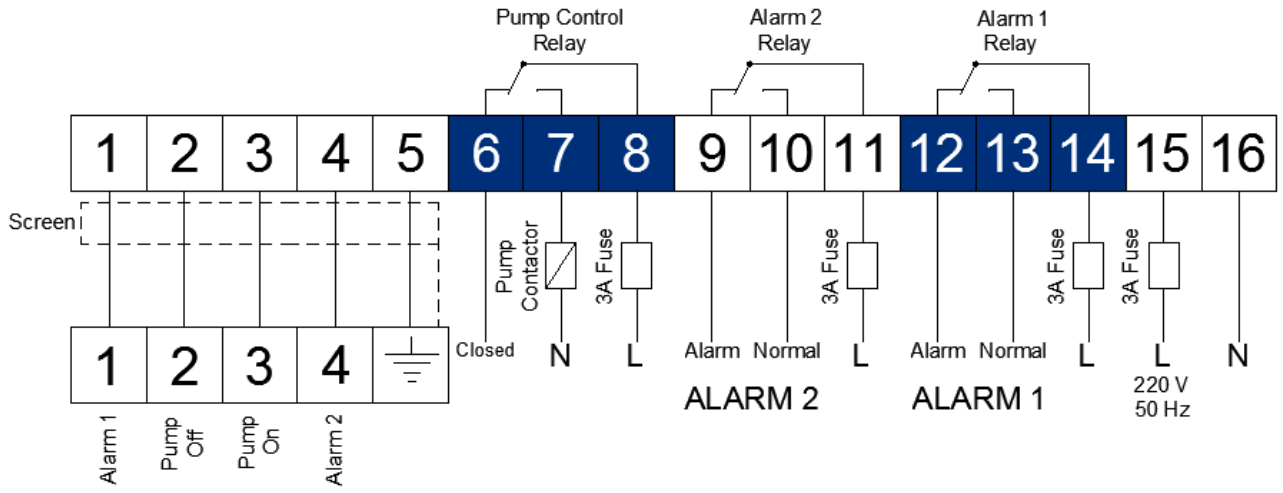 Pump Control
Relay
Alarm 2
Relay
Alarm 1
Relay
1 2 3 4 5 6 7 8 9 10 11 12 13 14 15 16
Screen
Pump
Contactor
3A Fuse
3A Fuse
3A Fuse
3A Fuse
1 2 3 4
Closed
N
L
Alarm Normal
L
Alarm Normal
L
L
N
ALARM 2
ALARM 1
220 V
50 Hz
Alarm 1
Pump
Off
Pump
On
Alarm 2